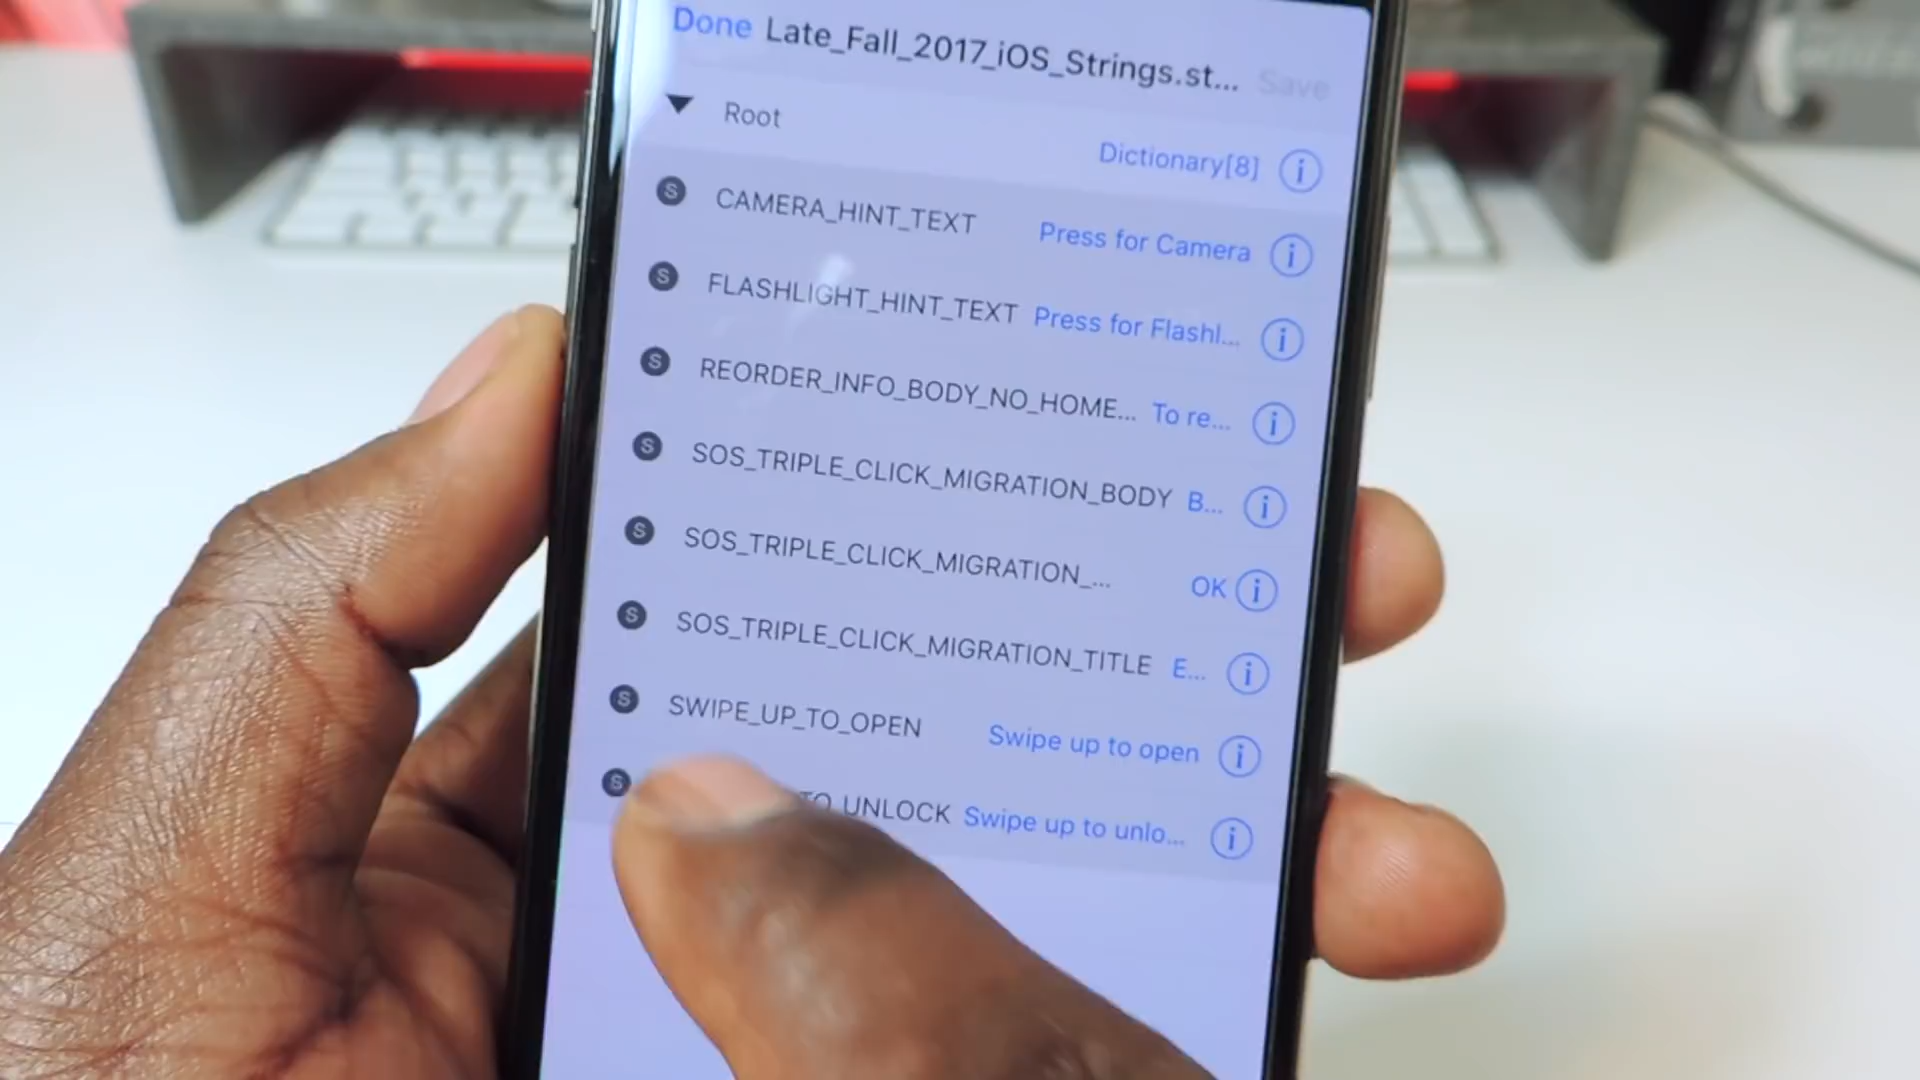 Done Late_Fall_2017_iOS_Strings.st... Save
Root
Dictionary[8] i
S CAMERA_HINT_TEXT Press for Camera i
S FLASHLIGHT_HINT_TEXT Press for Flashl... i
S REORDER_INFO_BODY_NO_HOME... To re... i
S SOS_TRIPLE_CLICK_MIGRATION_BODY B... i
S SOS_TRIPLE_CLICK_MIGRATION_... OK i
S SOS_TRIPLE_CLICK_MIGRATION_TITLE E... i
S SWIPE_UP_TO_OPEN Swipe up to open i
S TO_UNLOCK Swipe up to unlo... i